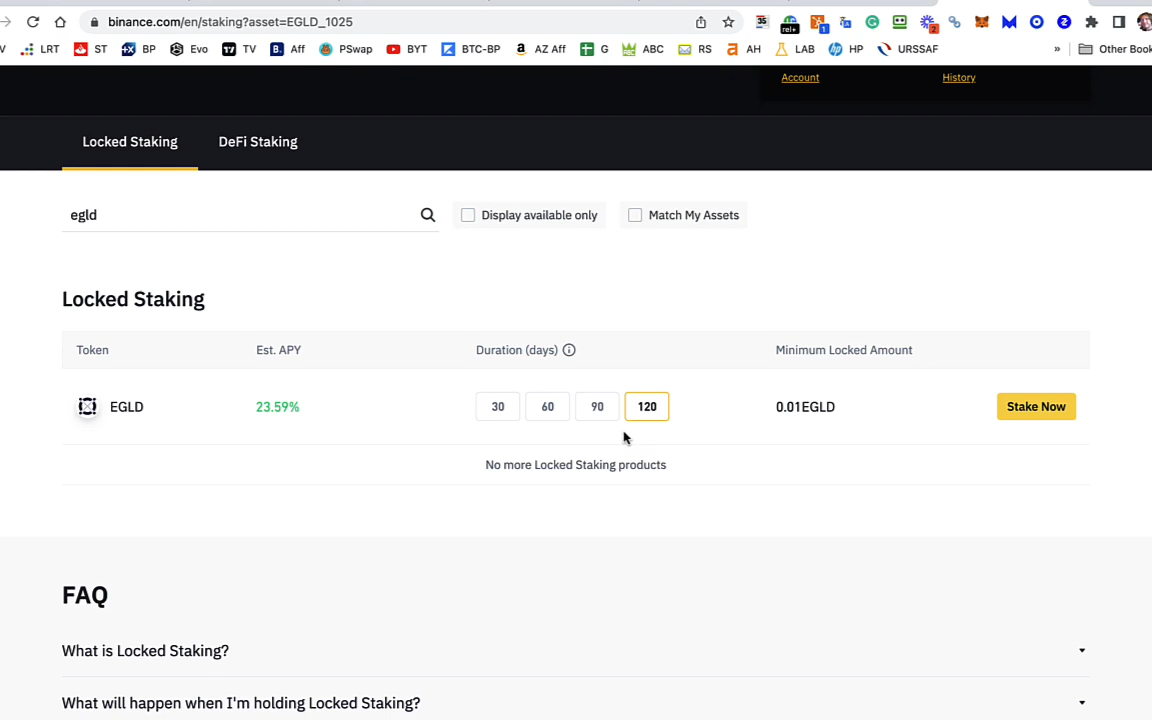 binance.com/en/staking?asset=EGLD_1025
35
rel+
1
2
V LRT ST BP Evo TV Aff PSwap BYT BTC-BP AZ Aff G ABC RS AH LAB HP URSSAF » Other Book
Account History
Locked Staking DeFi Staking
egld Display available only Match My Assets
Locked Staking
Token Est. APY Duration (days) Minimum Locked Amount
EGLD 23.59% 30 60 90 120 0.01EGLD Stake Now
No more Locked Staking products
FAQ
What is Locked Staking?
What will happen when I'm holding Locked Staking?